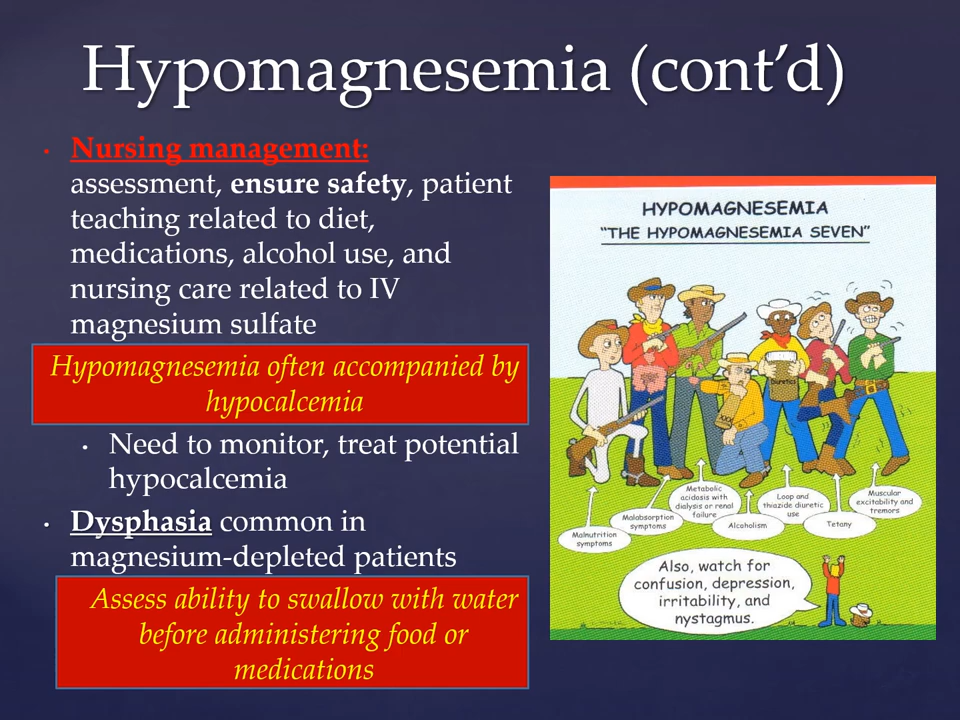 Hypomagnesemia (cont’d)
• Nursing management:
assessment, ensure safety, patient
teaching related to diet,
medications, alcohol use, and
nursing care related to IV
magnesium sulfate
Hypomagnesemia often accompanied by
hypocalcemia
• Need to monitor, treat potential
hypocalcemia
• Dysphasia common in
magnesium-depleted patients
Assess ability to swallow with water
before administering food or
medications
HYPOMAGNESEMIA
“THE HYPOMAGNESEMIA SEVEN”
Diuretics
Malnutrition
symptoms
Malabsorption
symptoms
Metabolic
acidosis with
dialysis or renal
failure
Alcoholism
Loop and
thiazide diuretic
use
Tetany
Muscular
excitability and
tremors
Also, watch for
confusion, depression,
irritability, and
nystagmus.